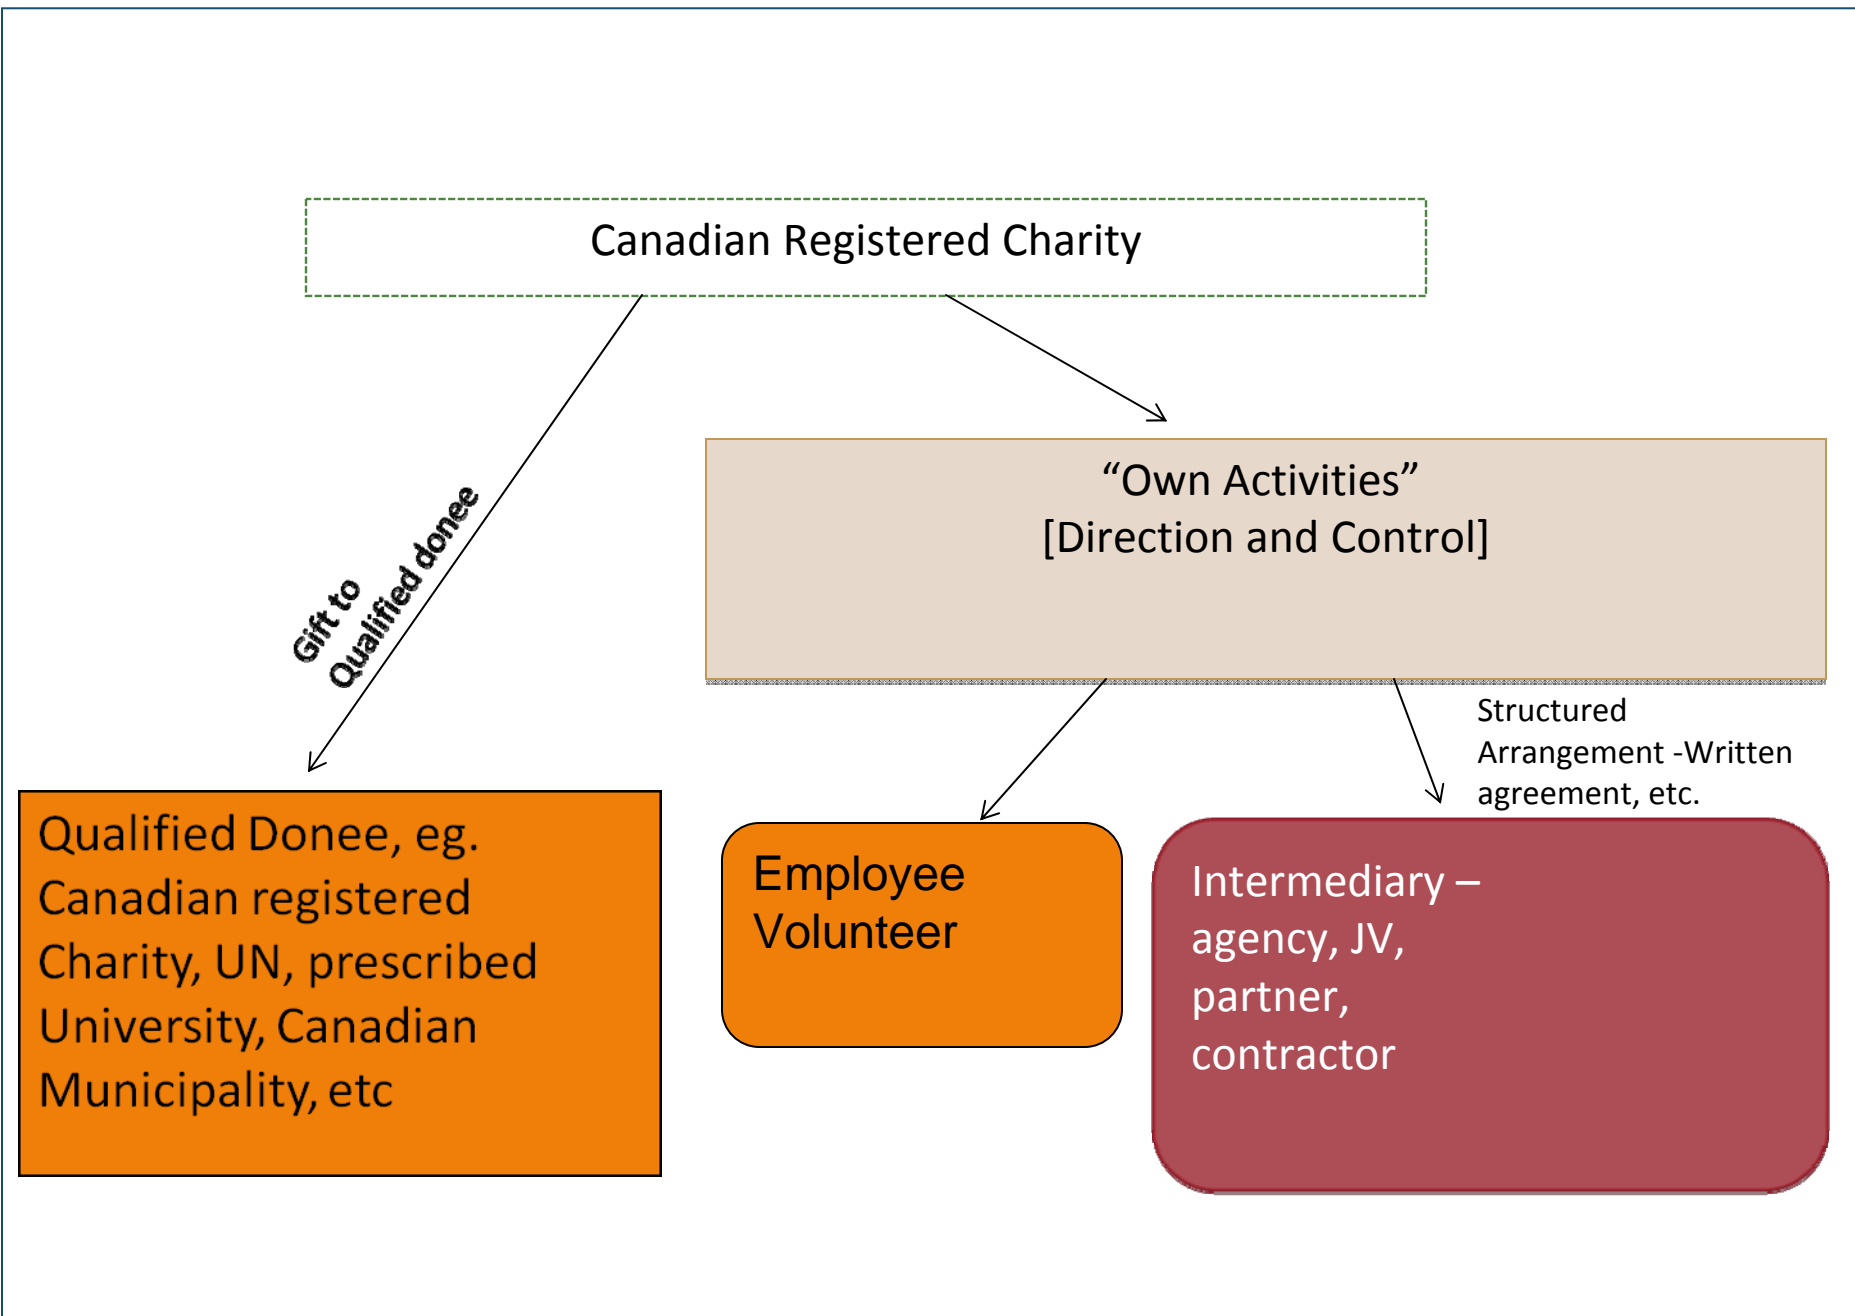 Canadian Registered Charity
Gift to
Qualified donee
“Own Activities”
[Direction and Control]
Structured
Arrangement -Written
agreement, etc.
Qualified Donee, eg.
Canadian registered
Charity, UN, prescribed
University, Canadian
Municipality, etc
Employee
Volunteer
Intermediary –
agency, JV,
partner,
contractor